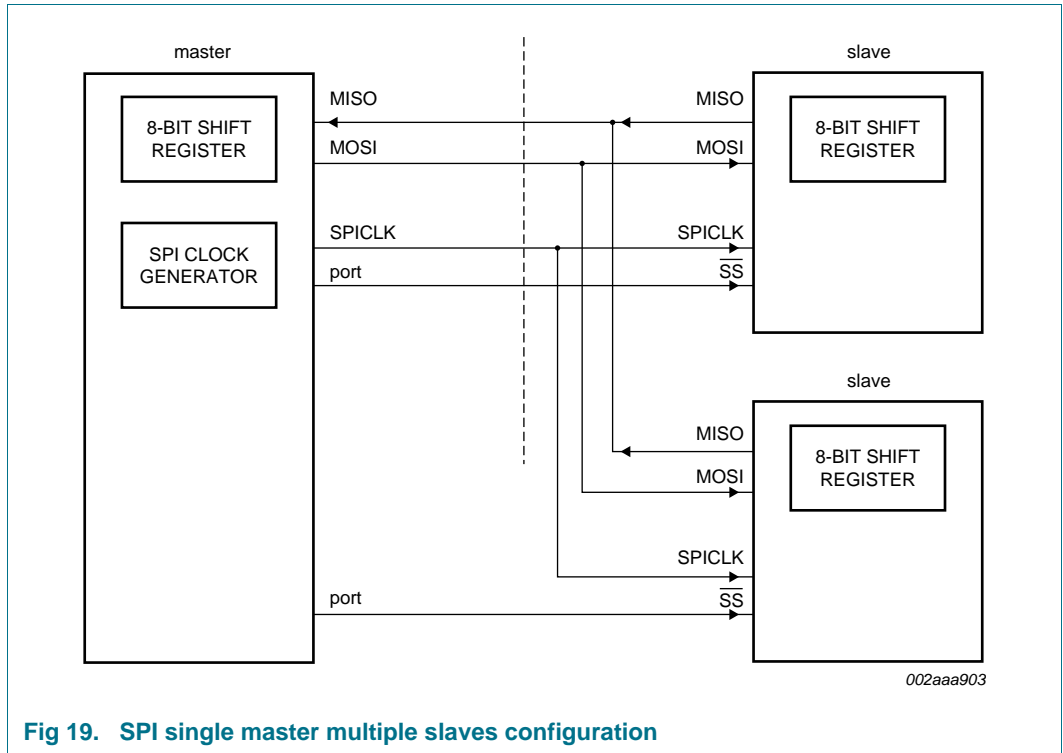 master
slave
8-BIT SHIFT
REGISTER
MISO
MISO
8-BIT SHIFT
REGISTER
MOSI
MOSI
SPI CLOCK
GENERATOR
SPICLK
SPICLK
port
SS
slave
MISO
8-BIT SHIFT
REGISTER
MOSI
SPICLK
port
SS
002aaa903
Fig 19. SPI single master multiple slaves configuration